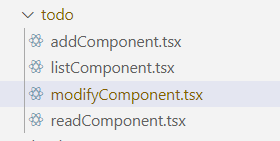 todo
addComponent.tsx
listComponent.tsx
modifyComponent.tsx
readComponent.tsx